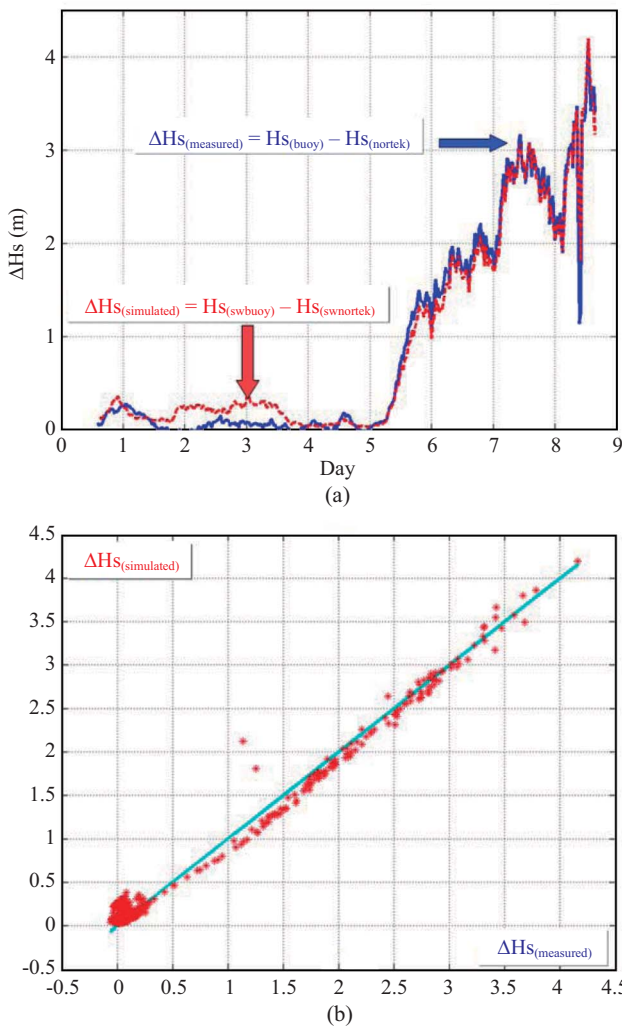 4
3
2
1
0
ΔHs (m)
ΔHs(measured) = Hs(buoy) – Hs(nortek)
ΔHs(simulated) = Hs(swbuoy) – Hs(swnortek)
0 1 2 3 4 5 6 7 8 9
Day
(a)
4.5
4
3.5
3
2.5
2
1.5
1
0.5
0
-0.5
ΔHs(simulated)
ΔHs(measured)
-0.5 0 0.5 1 1.5 2 2.5 3 3.5 4 4.5
(b)